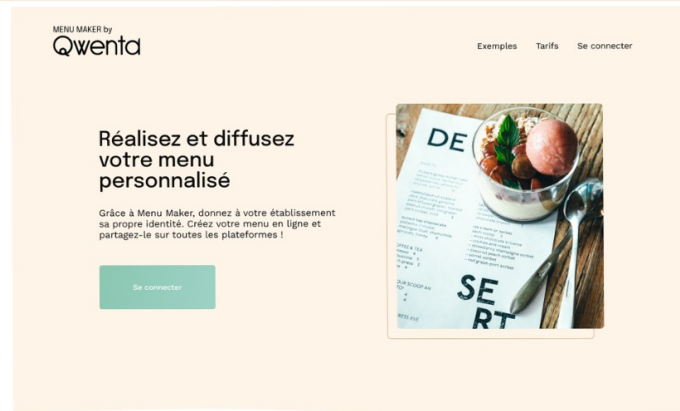 MENU MAKER by
Qwenta
Exemples Tarifs Se connecter
Réalisez et diffusez
votre menu
personnalisé
Grâce à Menu Maker, donnez à votre établissement
sa propre identité. Créez votre menu en ligne et
partagez-le sur toutes les plateformes !
Se connecter
DE
SE
RT